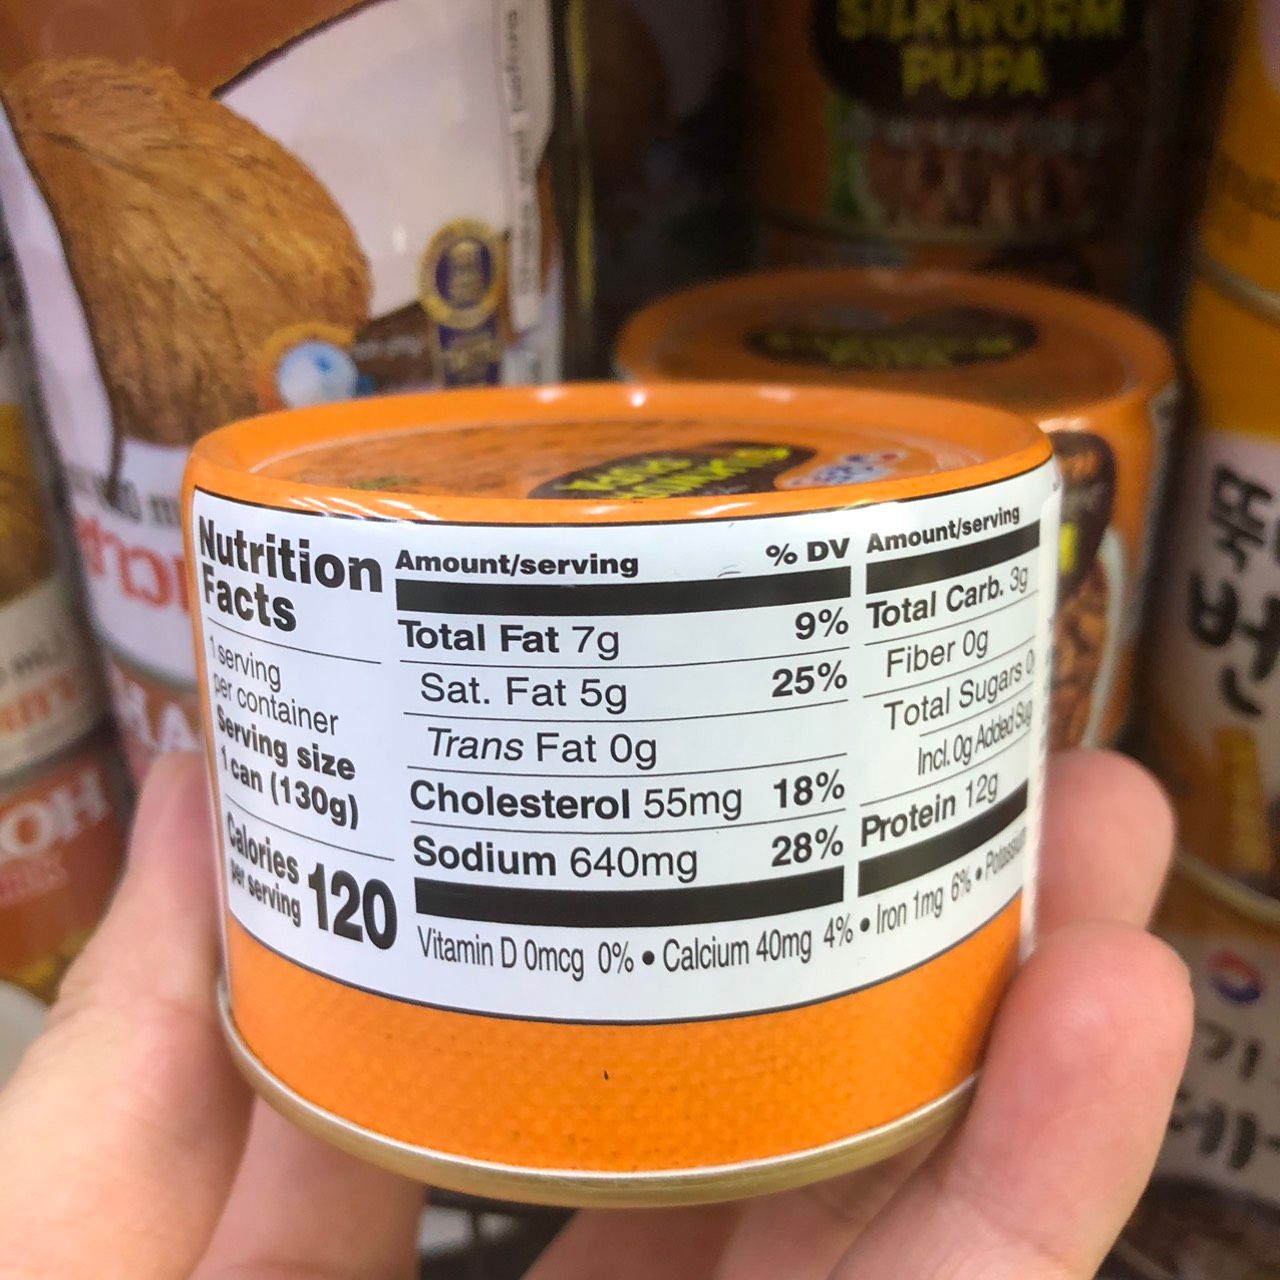 SILKWORM
PUPA
Nutrition
Facts
1 serving
per container
Serving size
1 can (130g)
Calories
per serving
120
Amount/serving % DV
Total Fat 7g 9%
Sat. Fat 5g 25%
Trans Fat 0g
Cholesterol 55mg 18%
Sodium 640mg 28%
Amount/serving
Total Carb. 3g
Fiber 0g
Total Sugars
Incl. 0g Added
Protein 12g
Vitamin D 0mcg 0% • Calcium 40mg 4% • Iron 1mg 6% •